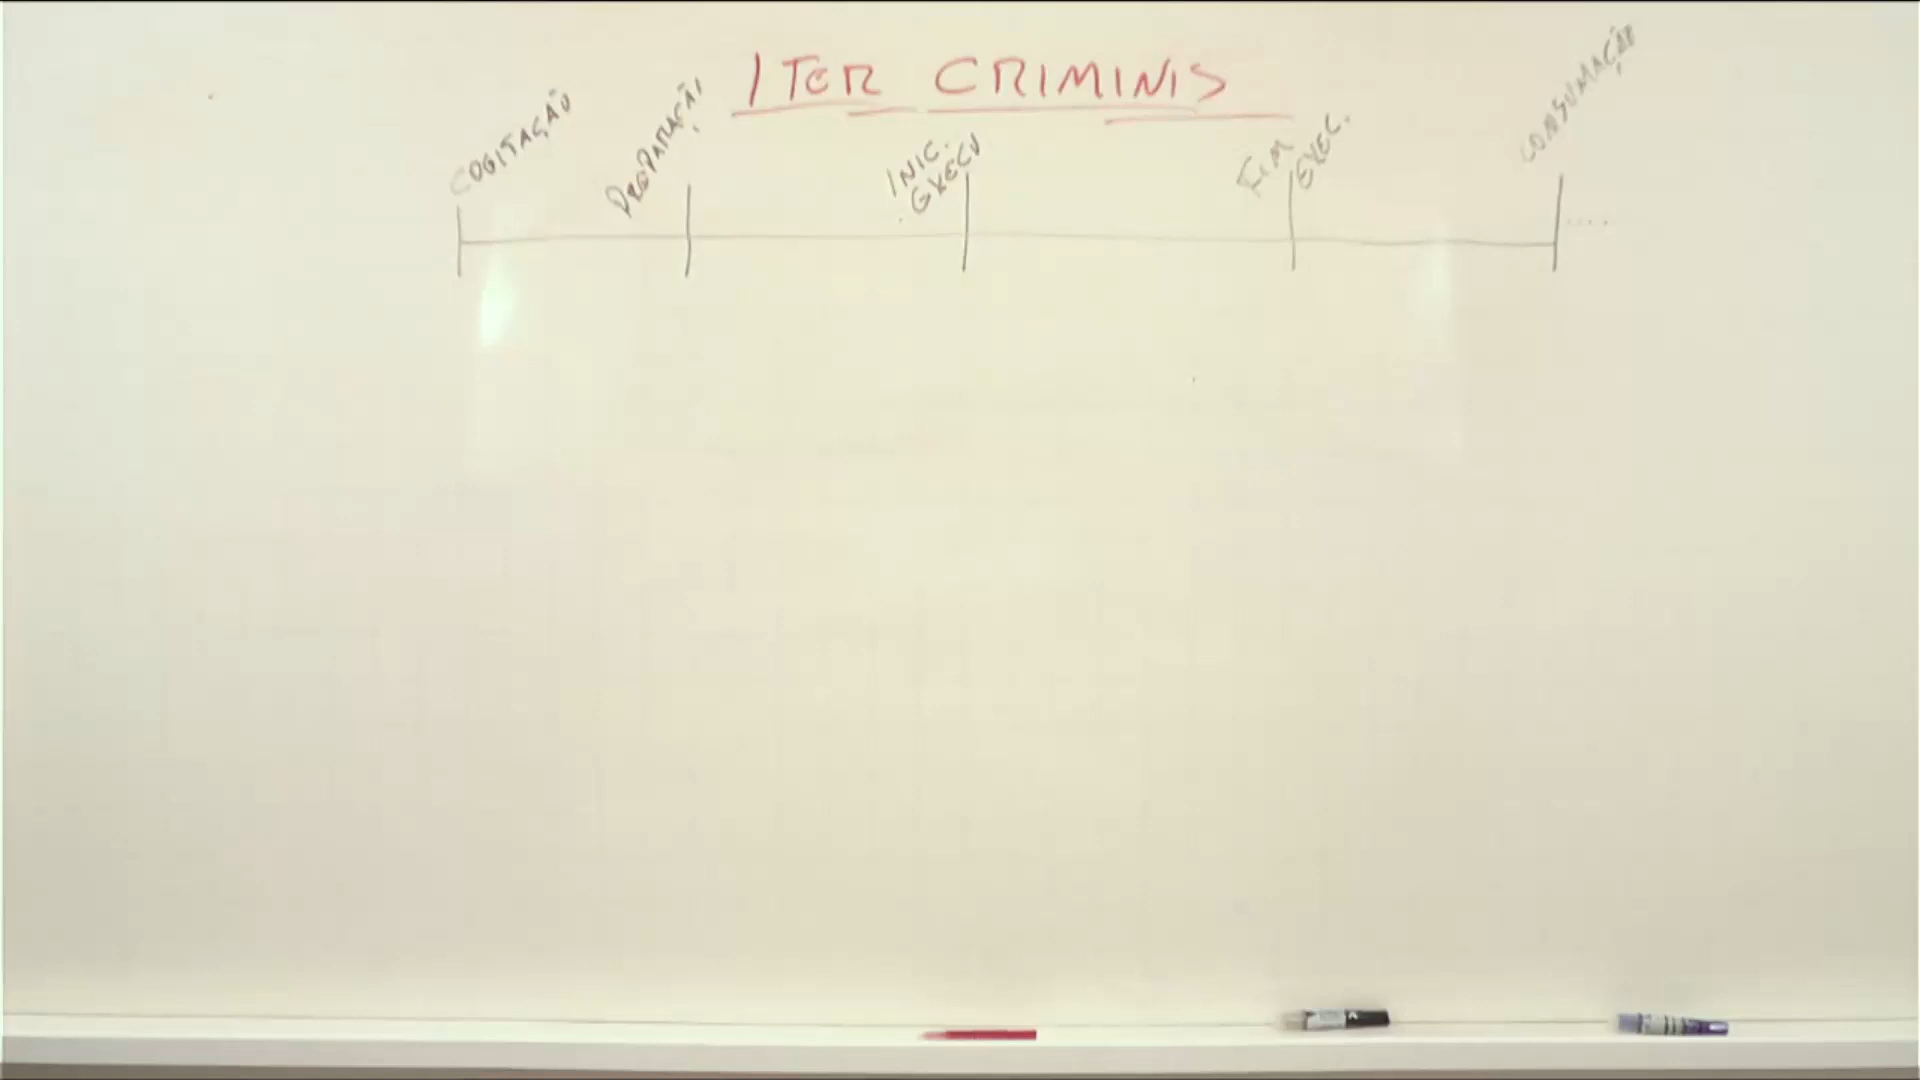 ITER CRIMINIS
COGITAÇÃO
PREPARAÇÃO
INIC.
EXECU
FIM
EXEC.
CONSUMAÇÃO
....